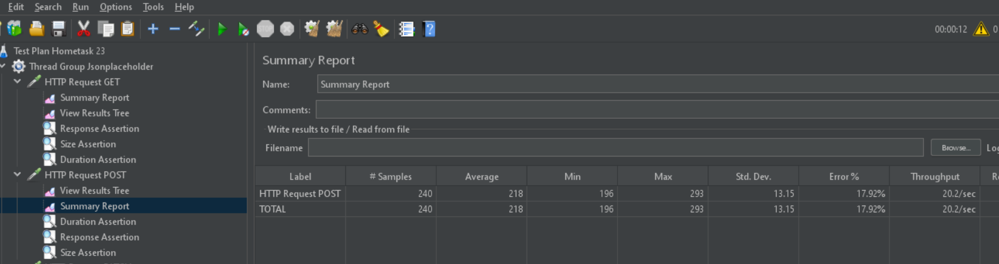 Edit Search Run Options Tools Help
STOP
00:00:12 0
Test Plan Hometask 23
Thread Group Jsonplaceholder
HTTP Request GET
Summary Report
View Results Tree
Response Assertion
Size Assertion
Duration Assertion
HTTP Request POST
View Results Tree
Summary Report
Duration Assertion
Response Assertion
Size Assertion
Summary Report
Name: Summary Report
Comments:
Write results to file / Read from file
Filename Browse... Log
Label # Samples Average Min Max Std. Dev. Error % Throughput
HTTP Request POST 240 218 196 293 13.15 17.92% 20.2/sec
TOTAL 240 218 196 293 13.15 17.92% 20.2/sec